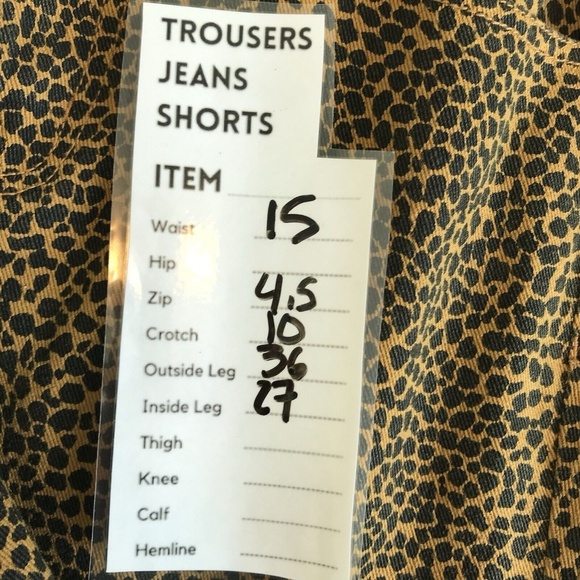 TROUSERS
JEANS
SHORTS
ITEM
Waist 15
Hip
Zip 4.5
Crotch 10
Outside Leg 36
Inside Leg 27
Thigh
Knee
Calf
Hemline